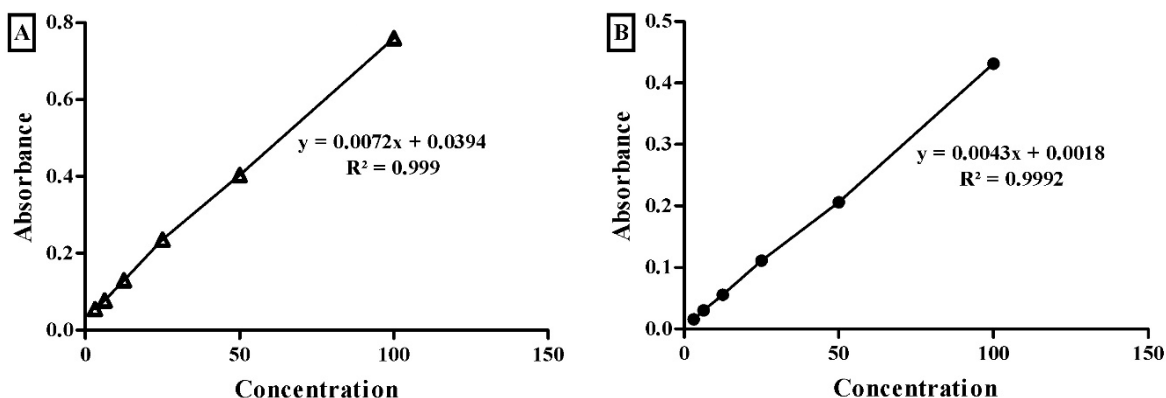 A
0.8
0.6
0.4
0.2
0.0
Absorbance
y = 0.0072x + 0.0394
R² = 0.999
0
50
100
150
Concentration
B
0.5
0.4
0.3
0.2
0.1
0.0
Absorbance
y = 0.0043x + 0.0018
R² = 0.9992
0
50
100
150
Concentration